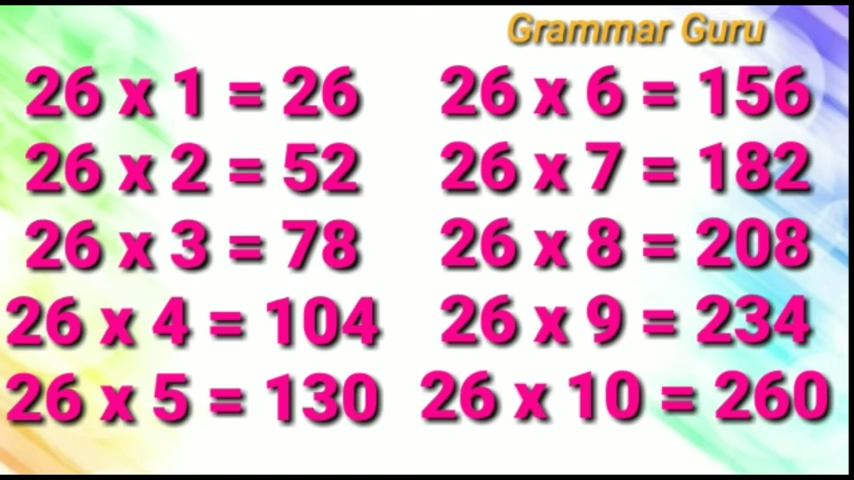 Grammar Guru
26 x 1 = 26
26 x 2 = 52
26 x 3 = 78
26 x 4 = 104
26 x 5 = 130
26 x 6 = 156
26 x 7 = 182
26 x 8 = 208
26 x 9 = 234
26 x 10 = 260